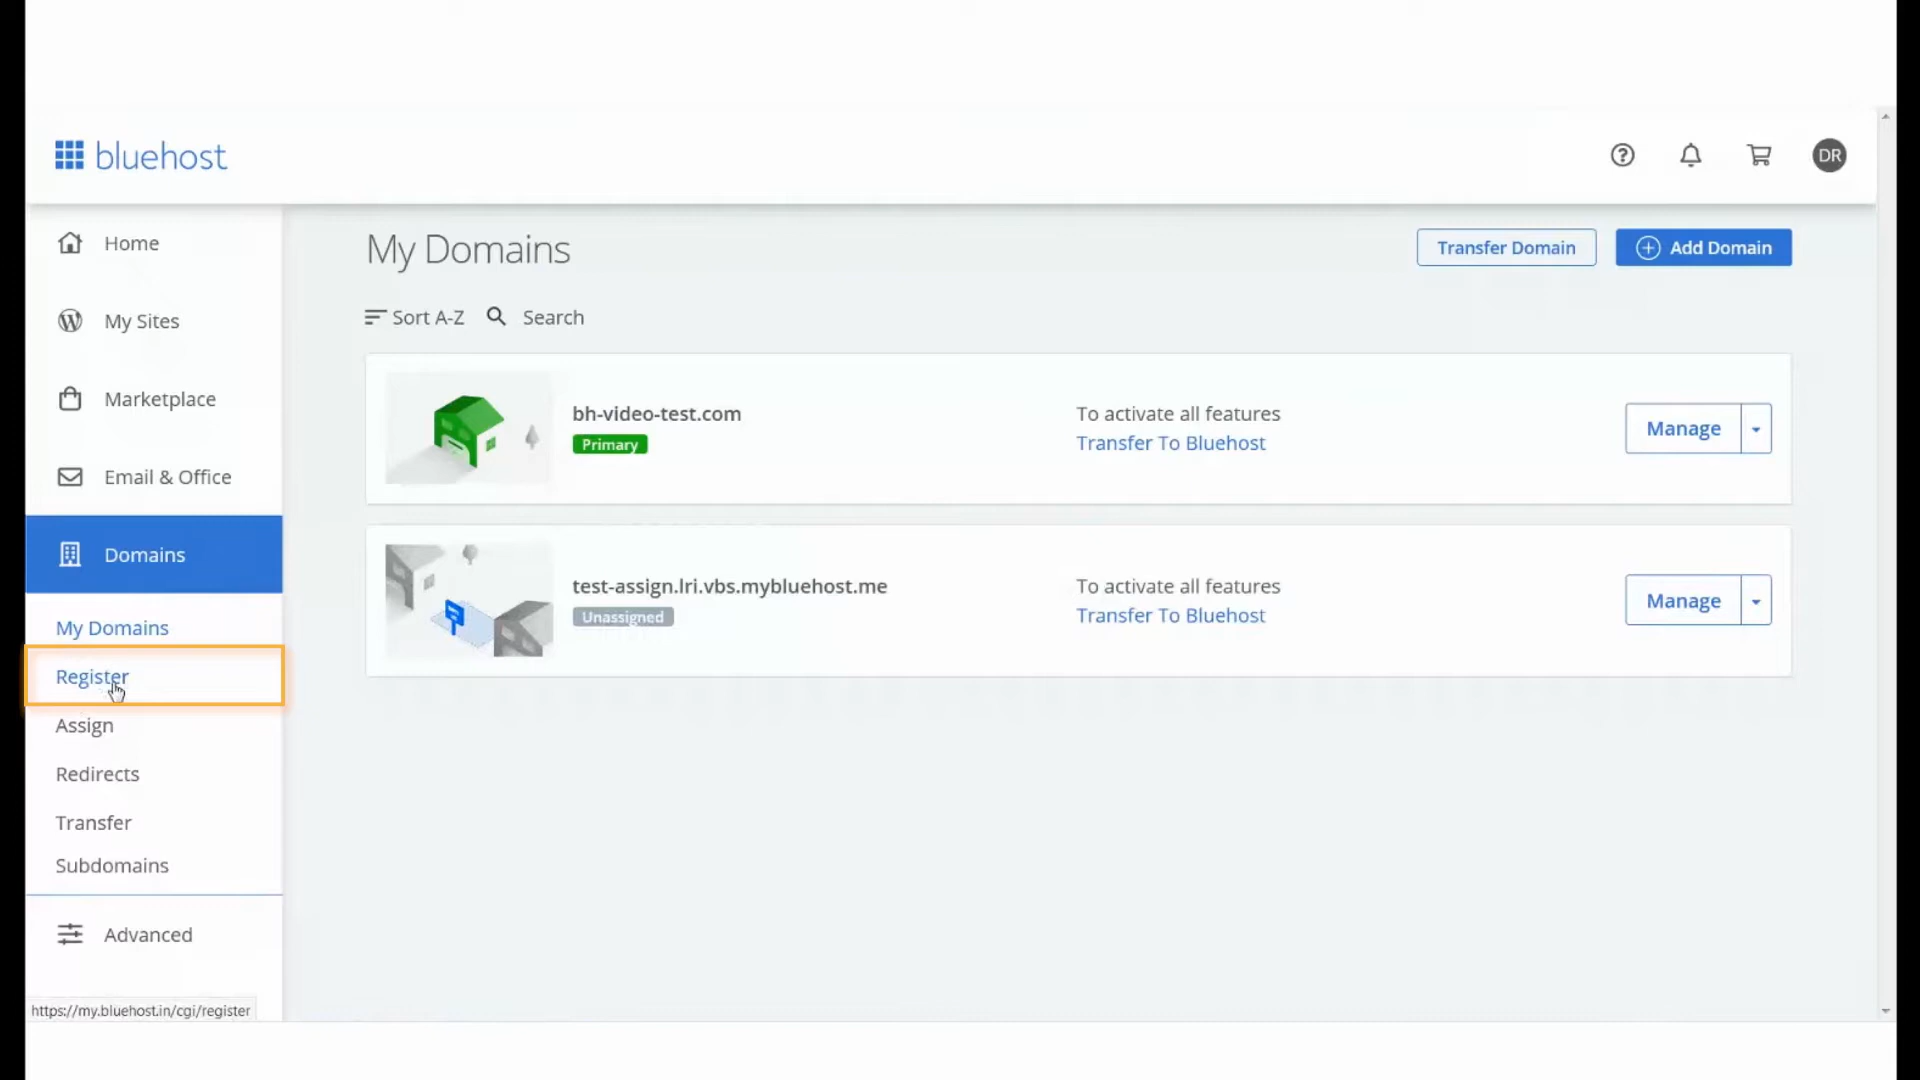 bluehost
DR
Home
My Sites
Marketplace
Email & Office
Domains
My Domains
Register
Assign
Redirects
Transfer
Subdomains
Advanced
https://my.bluehost.in/cgi/register
My Domains
Transfer Domain
Add Domain
Sort A-Z
Search
bh-video-test.com
Primary
To activate all features
Transfer To Bluehost
Manage
test-assign.lri.vbs.mybluehost.me
Unassigned
To activate all features
Transfer To Bluehost
Manage